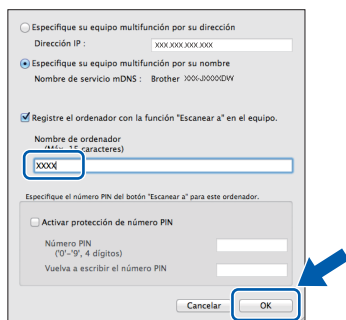 Especifique su equipo multifunción por su dirección
Dirección IP : XXX.XXX.XXX.XXX
Especifique su equipo multifunción por su nombre
Nombre de servicio mDNS : Brother XXX-JXXXXDW
Registre el ordenador con la función "Escanear a" en el equipo.
Nombre de ordenador
(Máx. 15 caracteres)
XXXX
Especifique el número PIN del botón "Escanear a" para este ordenador.
Activar protección de número PIN
Número PIN
('0'-'9', 4 dígitos)
Vuelva a escribir el número PIN
Cancelar OK